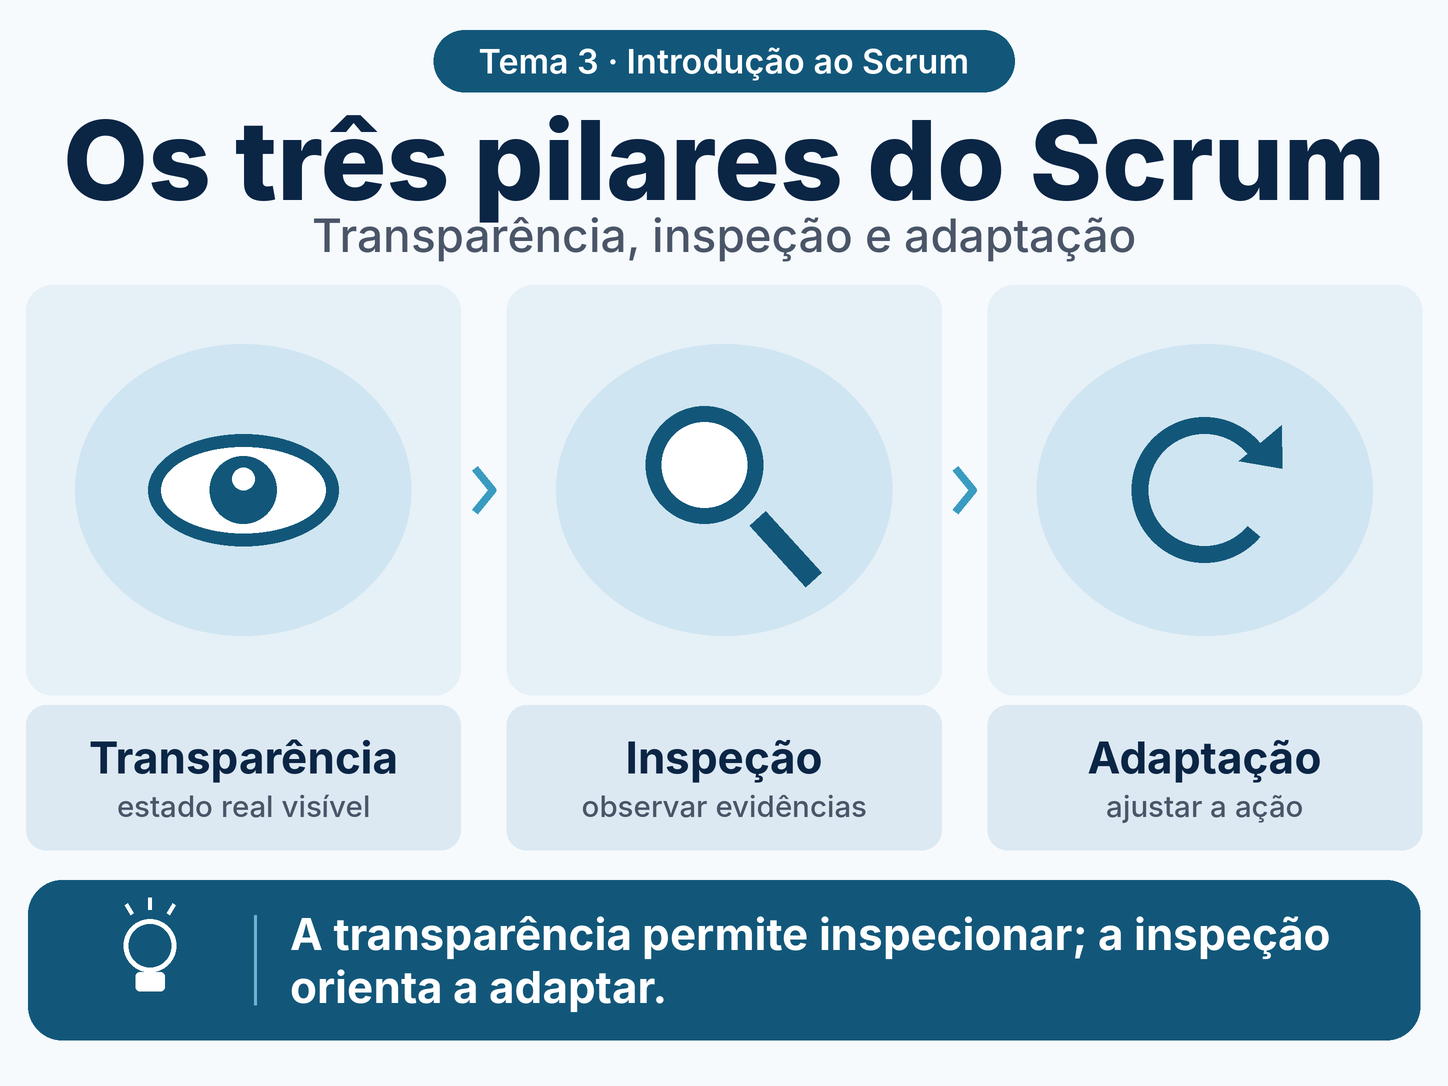 Tema 3 · Introdução ao Scrum
Os três pilares do Scrum
Transparência, inspeção e adaptação
Transparência
estado real visível
Inspeção
observar evidências
Adaptação
ajustar a ação
A transparência permite inspecionar; a inspeção
orienta a adaptar.